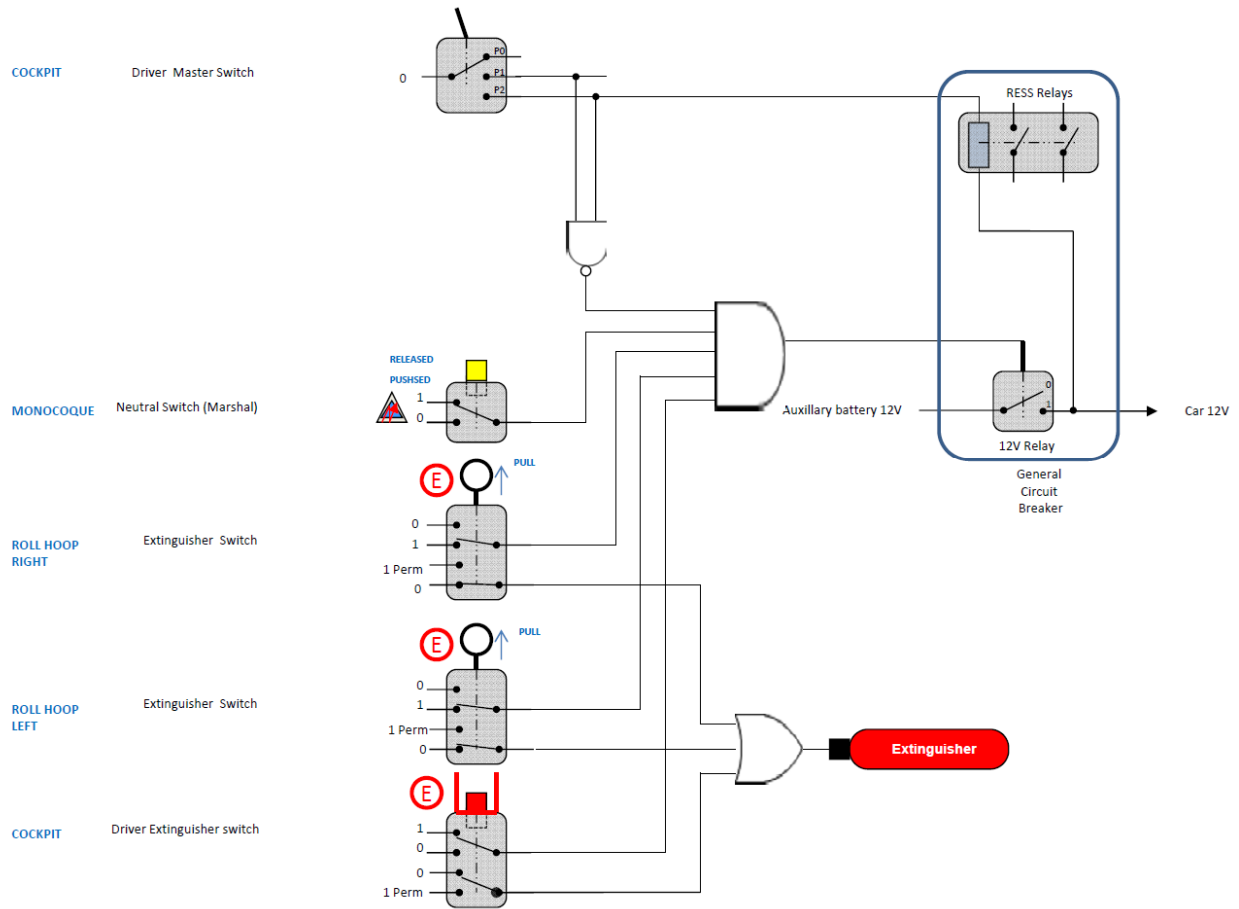 COCKPIT
Driver Master Switch
0
P0
P1
P2
RESS Relays
RELEASED
PUSHSED
MONOCOQUE
Neutral Switch (Marshal)
1
0
Auxillary battery 12V
0
1
Car 12V
12V Relay
General
Circuit
Breaker
E
PULL
ROLL HOOP
RIGHT
Extinguisher Switch
0
1
1 Perm
0
E
PULL
ROLL HOOP
LEFT
Extinguisher Switch
0
1
1 Perm
0
Extinguisher
E
COCKPIT
Driver Extinguisher switch
1
0
0
1 Perm